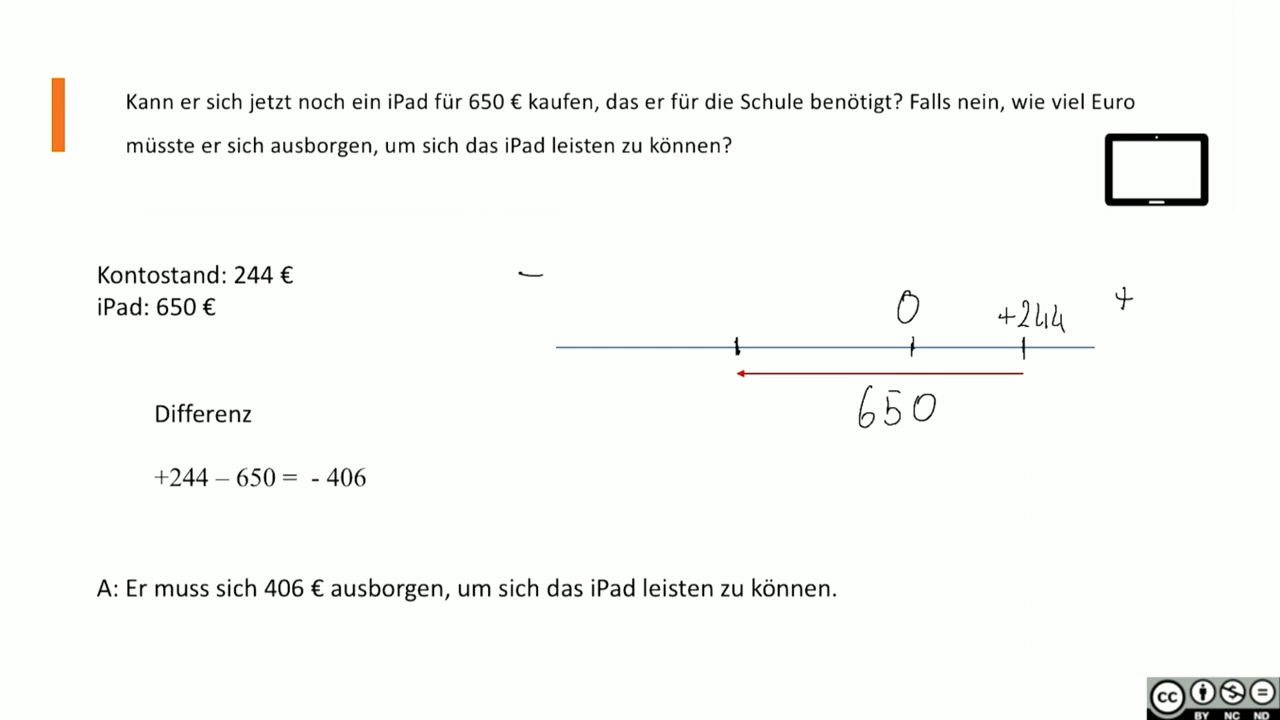 Kann er sich jetzt noch ein iPad für 650 € kaufen, das er für die Schule benötigt? Falls nein, wie viel Euro
müsste er sich ausborgen, um sich das iPad leisten zu können?
Kontostand: 244 €
iPad: 650 €
–
0
+244
+
650
Differenz
+244 – 650 = - 406
A: Er muss sich 406 € ausborgen, um sich das iPad leisten zu können.
cc
BY NC ND